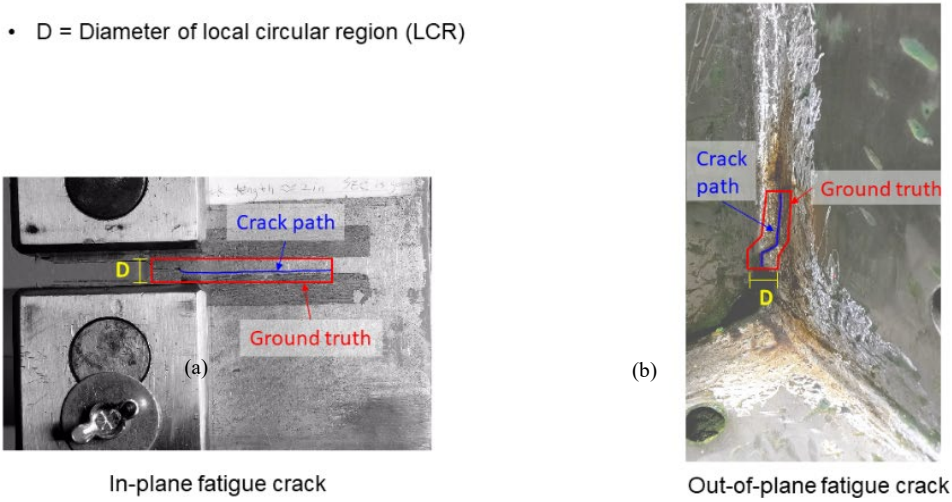 • D = Diameter of local circular region (LCR)
length
Crack path
D
Ground truth
(a)
In-plane fatigue crack
Crack
path
Ground truth
D
(b)
Out-of-plane fatigue crack